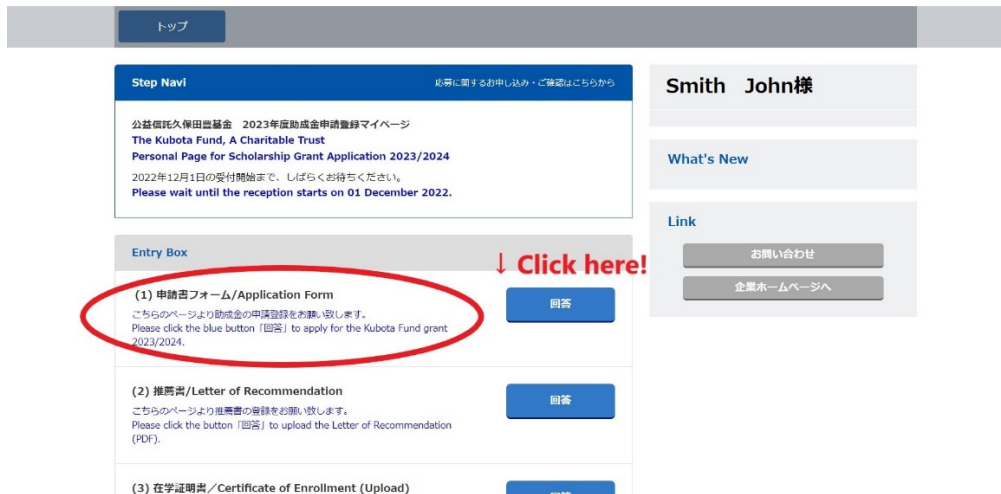 トップ
Step Navi
応募に関するお申し込み・ご確認はこちらから
公益信託久保田豊基金 2023年度助成金申請登録マイページ
The Kubota Fund, A Charitable Trust
Personal Page for Scholarship Grant Application 2023/2024
2022年12月1日の受付開始まで、しばらくお待ちください。
Please wait until the reception starts on 01 December 2022.
Smith John様
What's New
Link
お問い合わせ
企業ホームページへ
Entry Box
↓ Click here!
(1) 申請書フォーム/Application Form
こちらのページより助成金の申請登録をお願い致します。
Please click the blue button「回答」to apply for the Kubota Fund grant
2023/2024.
回答
(2) 推薦書/Letter of Recommendation
こちらのページより推薦書の登録をお願い致します。
Please click the button「回答」to upload the Letter of Recommendation
(PDF).
回答
(3) 在学証明書／Certificate of Enrollment (Upload)